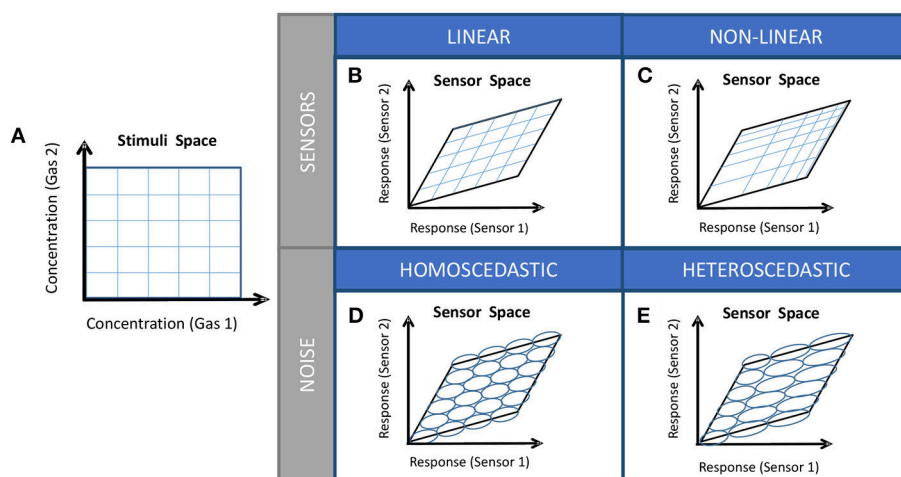 LINEAR
NON-LINEAR
SENSORS
A
Stimuli Space
Concentration (Gas 2)
Concentration (Gas 1)
B
Sensor Space
Response (Sensor 2)
Response (Sensor 1)
C
Sensor Space
Response (Sensor 2)
Response (Sensor 1)
HOMOSCEDASTIC
HETEROSCEDASTIC
NOISE
D
Sensor Space
Response (Sensor 2)
Response (Sensor 1)
E
Sensor Space
Response (Sensor 2)
Response (Sensor 1)